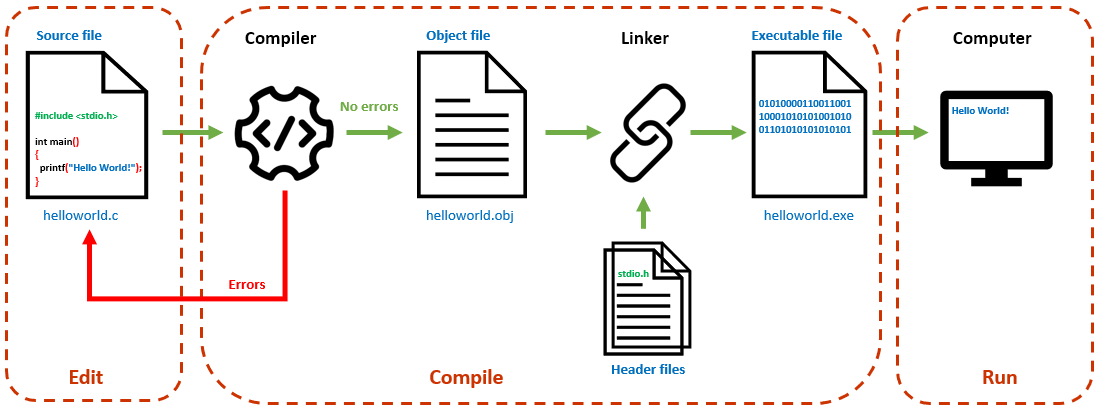 Source file
#include <stdio.h>
int main()
{
printf("Hello World!");
}
helloworld.c
Errors
Edit
Compiler
No errors
Object file
helloworld.obj
Linker
stdio.h
Header files
Executable file
01010000110011001
10001010101001010
01101010101010101
helloworld.exe
Compile
Computer
Hello World!
Run